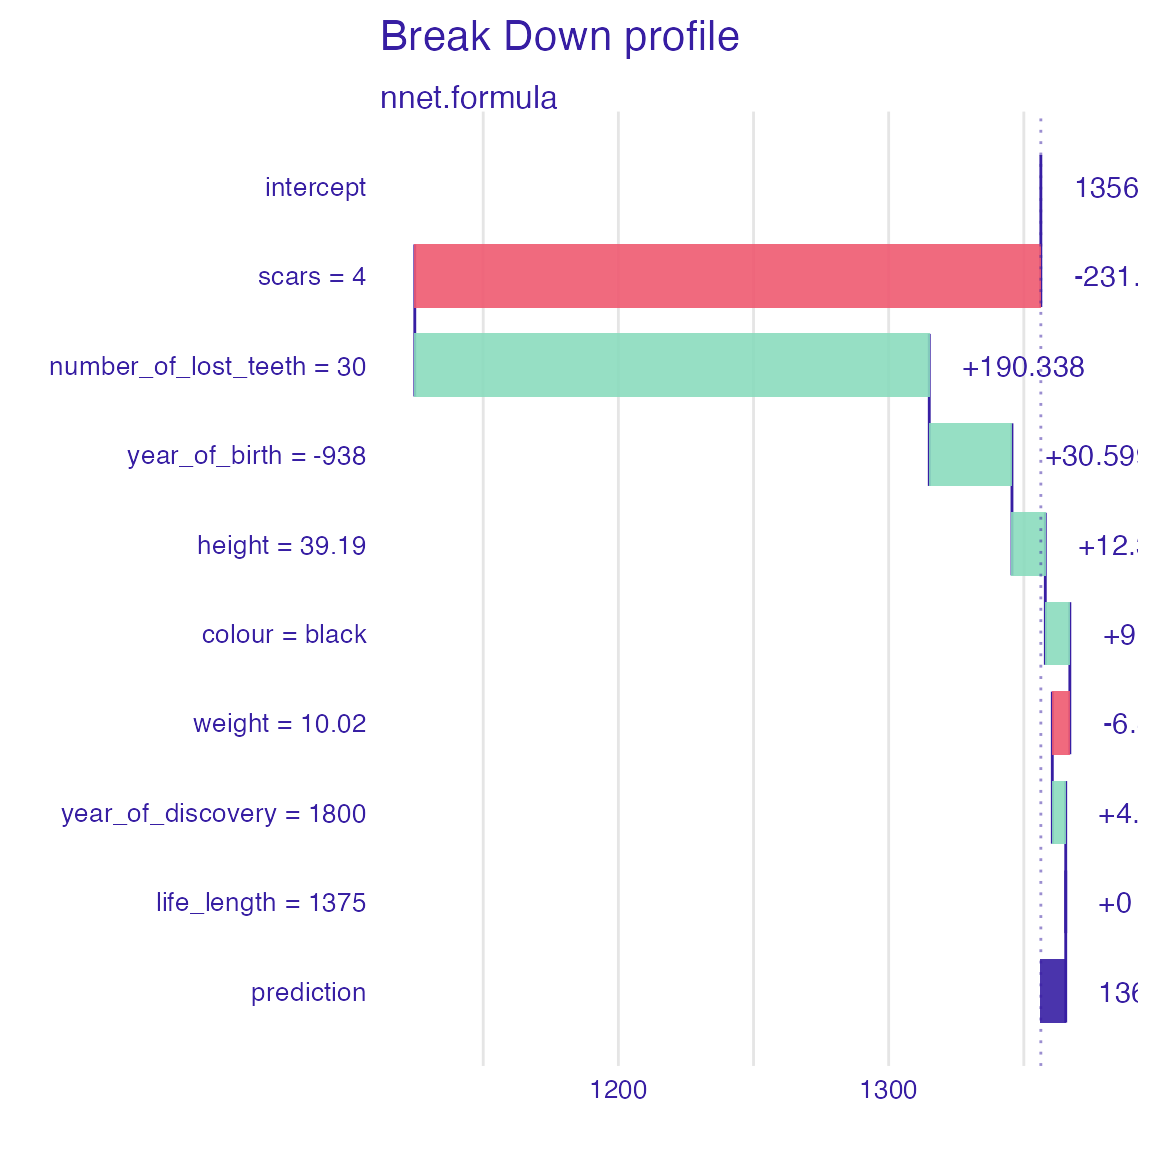 Break Down profile
nnet.formula
intercept 1356
scars = 4 -231.
number_of_lost_teeth = 30 +190.338
year_of_birth = -938 +30.599
height = 39.19 +12.
colour = black +9
weight = 10.02 -6.
year_of_discovery = 1800 +4.
life_length = 1375 +0
prediction 136
1200 1300